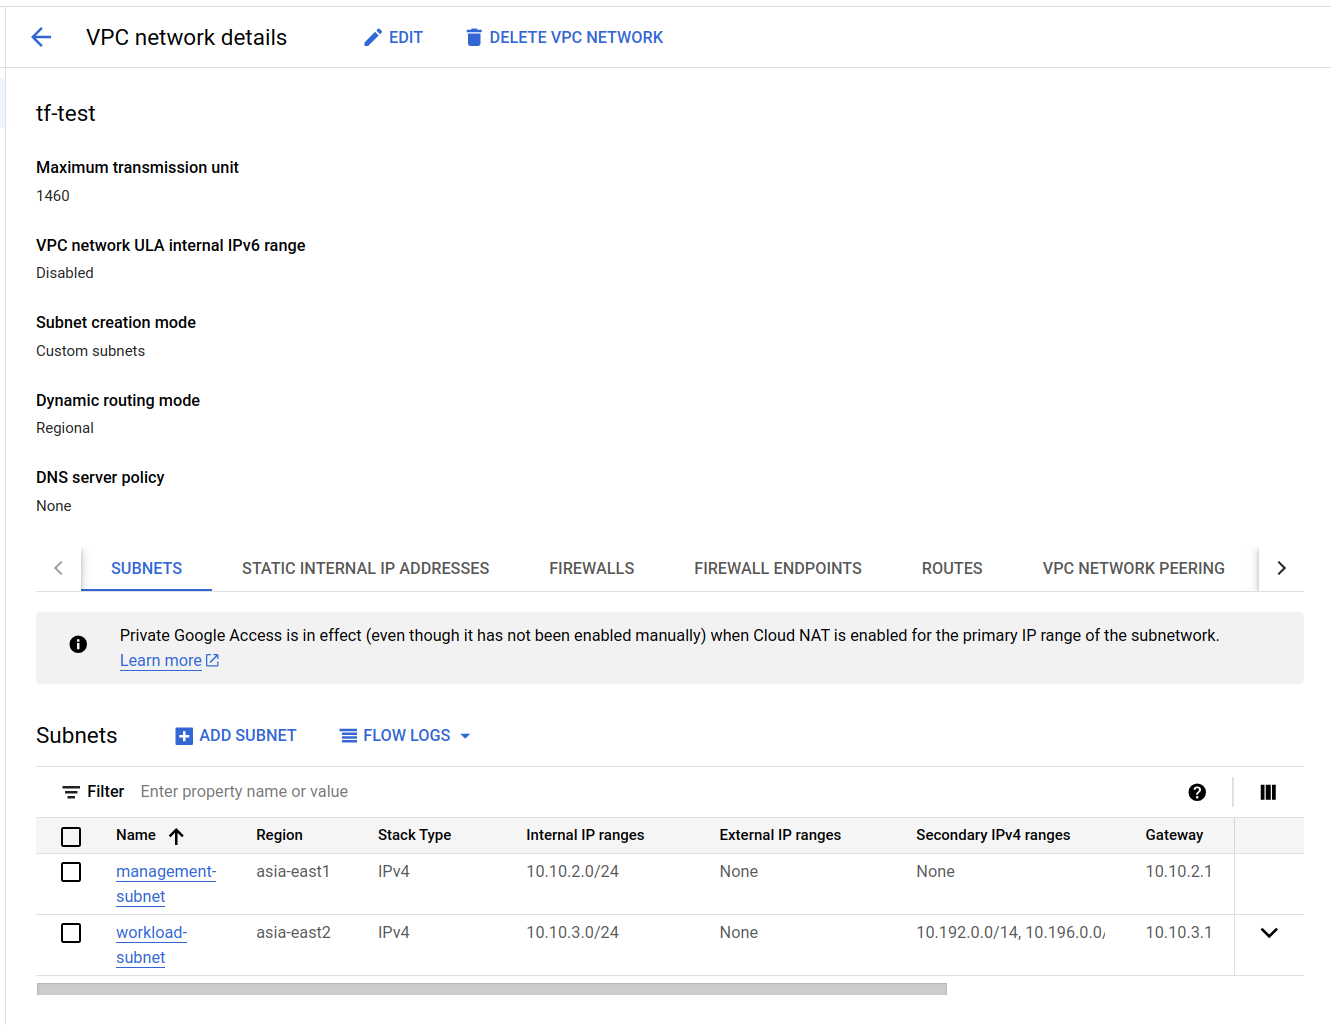 VPC network details EDIT DELETE VPC NETWORK
tf-test
Maximum transmission unit
1460
VPC network ULA internal IPv6 range
Disabled
Subnet creation mode
Custom subnets
Dynamic routing mode
Regional
DNS server policy
None
SUBNETS STATIC INTERNAL IP ADDRESSES FIREWALLS FIREWALL ENDPOINTS ROUTES VPC NETWORK PEERING
Private Google Access is in effect (even though it has not been enabled manually) when Cloud NAT is enabled for the primary IP range of the subnetwork.
Learn more
Subnets ADD SUBNET FLOW LOGS
Filter Enter property name or value
Name Region Stack Type Internal IP ranges External IP ranges Secondary IPv4 ranges Gateway
management- asia-east1 IPv4 10.10.2.0/24 None None 10.10.2.1
subnet
workload- asia-east2 IPv4 10.10.3.0/24 None 10.192.0.0/14, 10.196.0.0/ 10.10.3.1
subnet